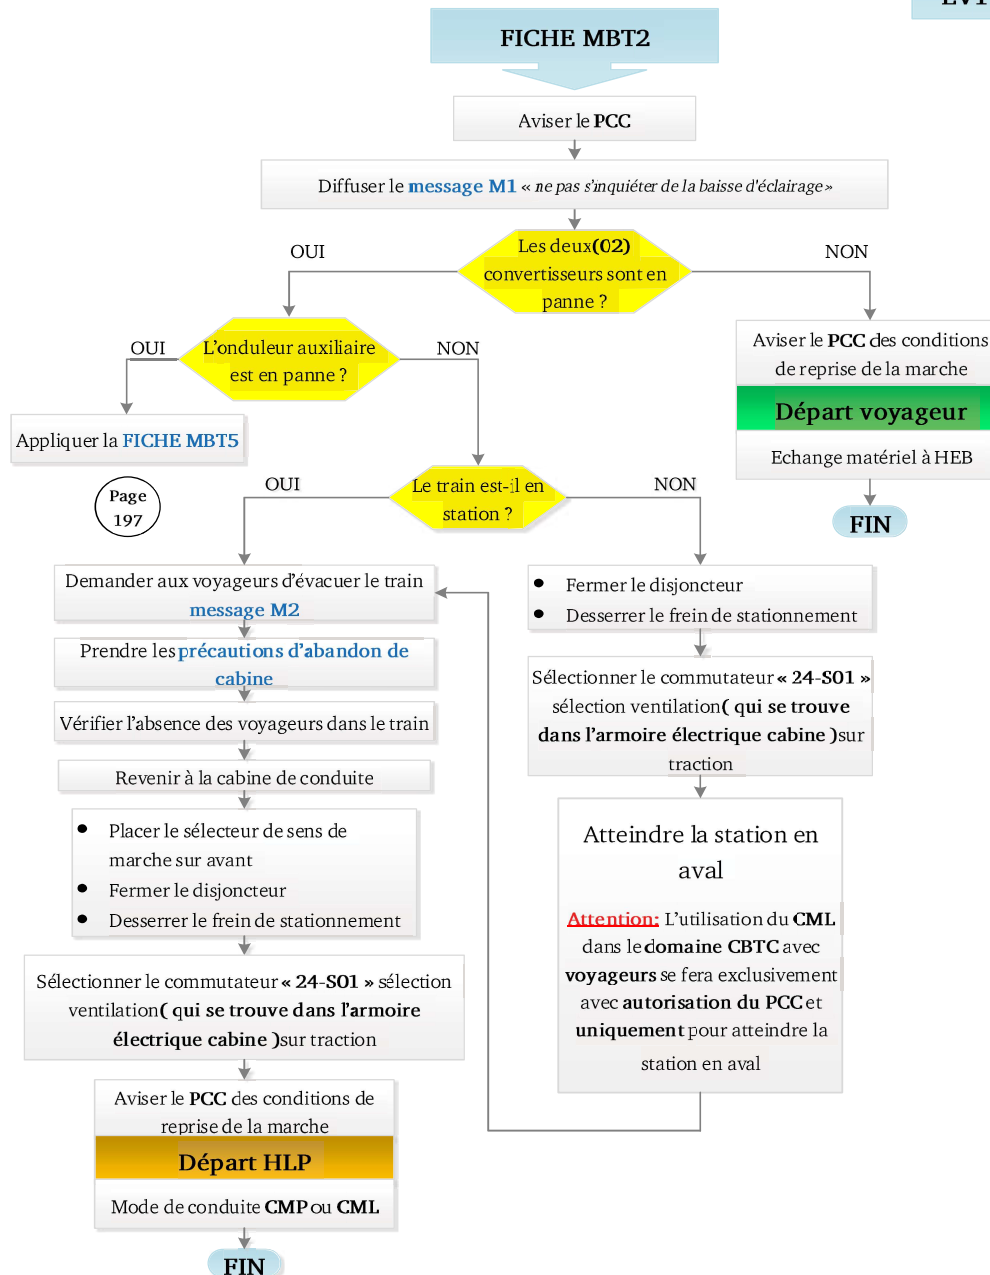 FICHE MBT2
Aviser le PCC
Diffuser le message M1 « ne pas s'inquiéter de la baisse d'éclairage»
Les deux(02)
convertisseurs sont en
panne ?
OUI
NON
L'onduleur auxiliaire
est en panne ?
OUI
NON
Aviser le PCC des conditions
de reprise de la marche
Départ voyageur
Echange matériel à HEB
FIN
Appliquer la FICHE MBT5
Page
197
Le train est-il en
station ?
OUI
NON
Demander aux voyageurs d'évacuer le train
message M2
Prendre les précautions d'abandon de
cabine
Vérifier l'absence des voyageurs dans le train
Revenir à la cabine de conduite
• Placer le sélecteur de sens de
marche sur avant
• Fermer le disjoncteur
• Desserrer le frein de stationnement
Sélectionner le commutateur « 24-S01 » sélection
ventilation( qui se trouve dans l'armoire
électrique cabine )sur traction
Aviser le PCC des conditions de
reprise de la marche
Départ HLP
Mode de conduite CMP ou CML
FIN
• Fermer le disjoncteur
• Desserrer le frein de stationnement
Sélectionner le commutateur « 24-S01 »
sélection ventilation( qui se trouve
dans l'armoire électrique cabine )sur
traction
Atteindre la station en
aval
Attention: L'utilisation du CML
dans le domaine CBTC avec
voyageurs se fera exclusivement
avec autorisation du PCC et
uniquement pour atteindre la
station en aval